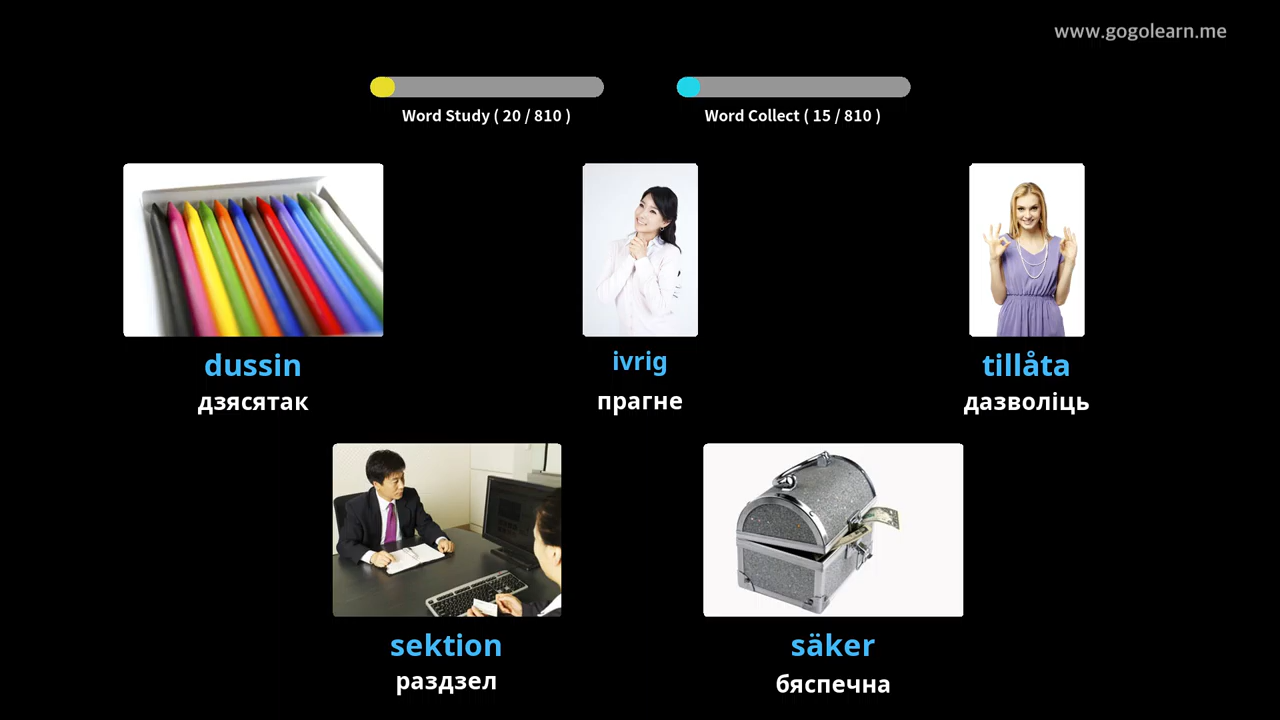 www.gogolearn.me
Word Study ( 20 / 810 )
Word Collect ( 15 / 810 )
dussin
дзясятак
ivrig
прагне
tillåta
дазволіць
sektion
раздзел
säker
бяспечна